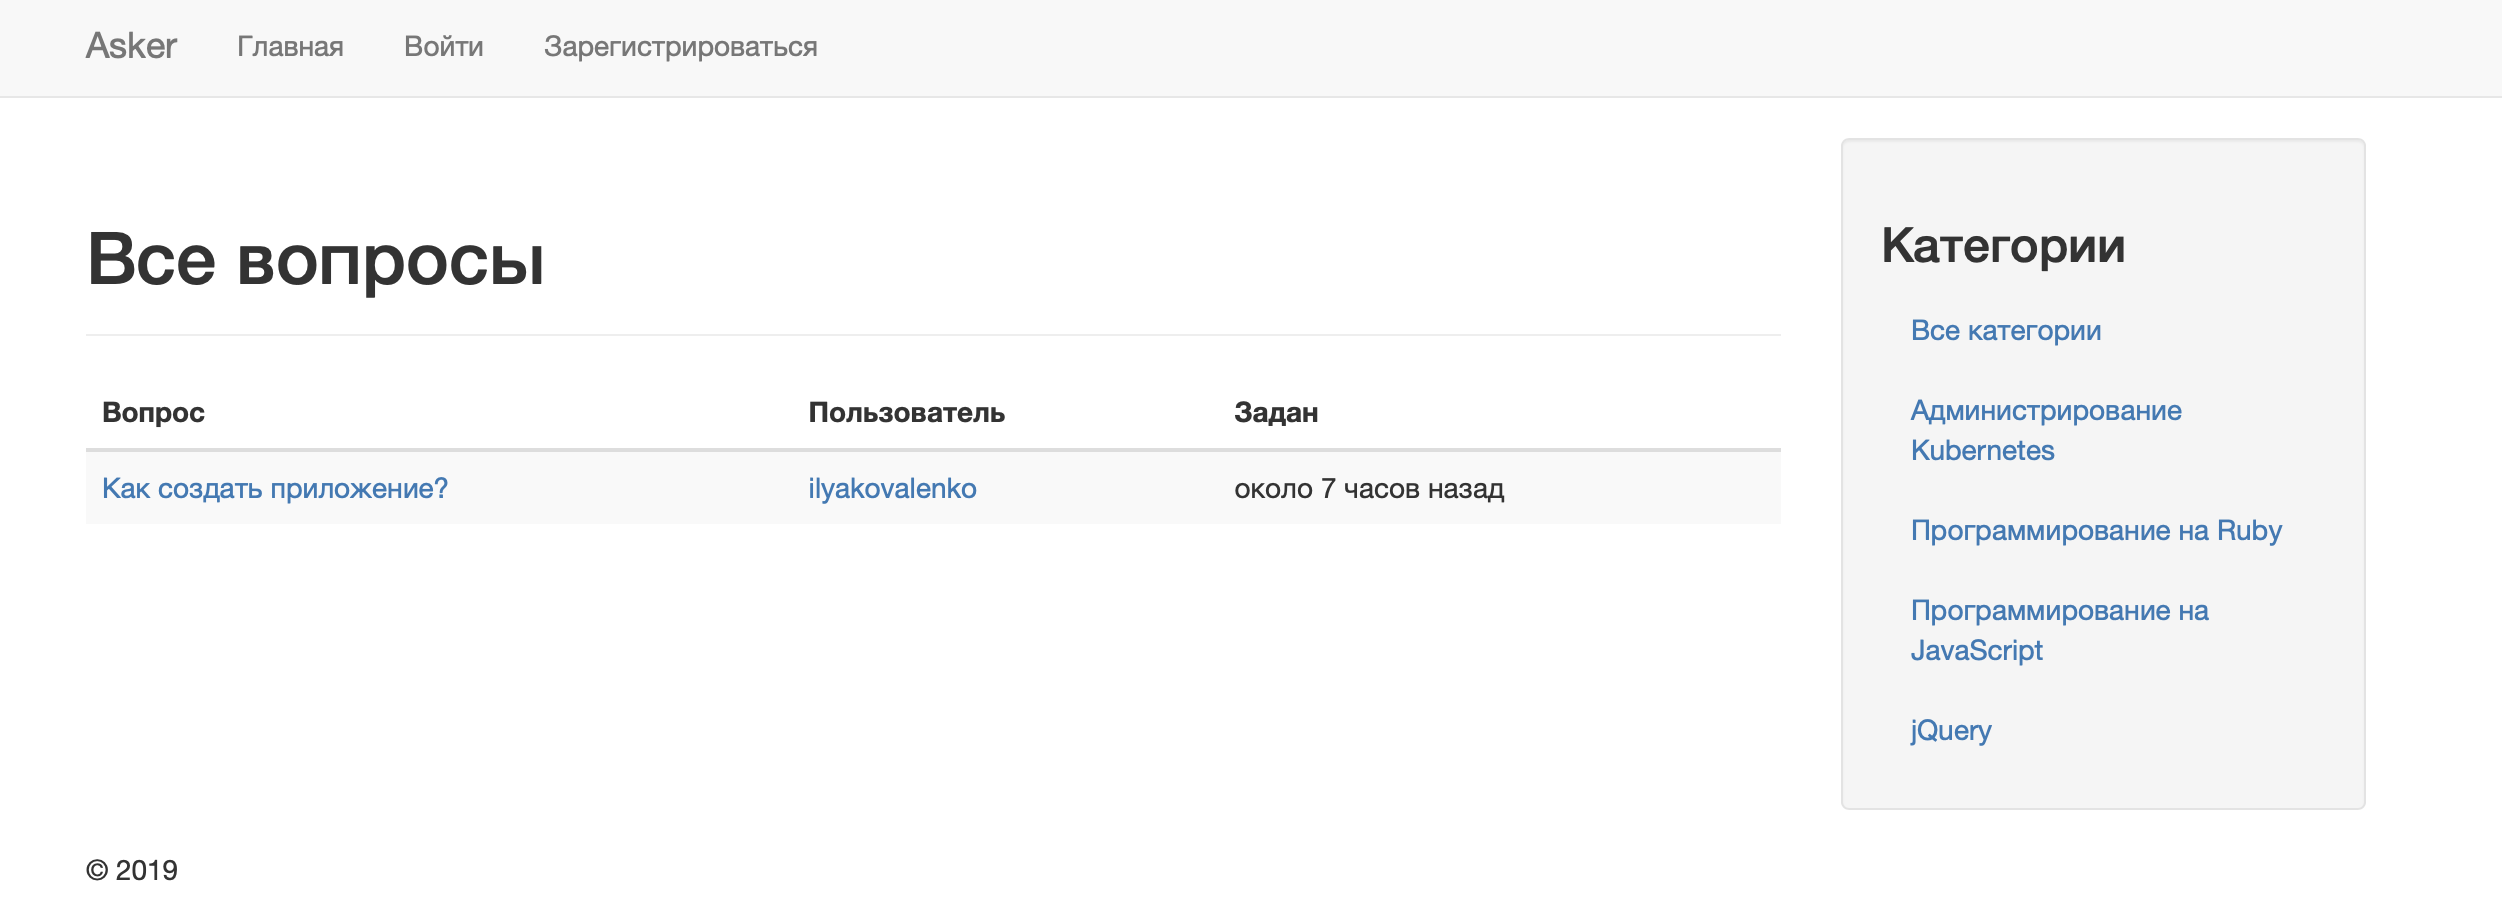 Asker Главная Войти Зарегистрироваться
Все вопросы
Вопрос Пользователь Задан
Как создать приложение? ilyakovalenko около 7 часов назад
Категории
Все категории
Администрирование
Kubernetes
Программирование на Ruby
Программирование на
JavaScript
jQuery
© 2019